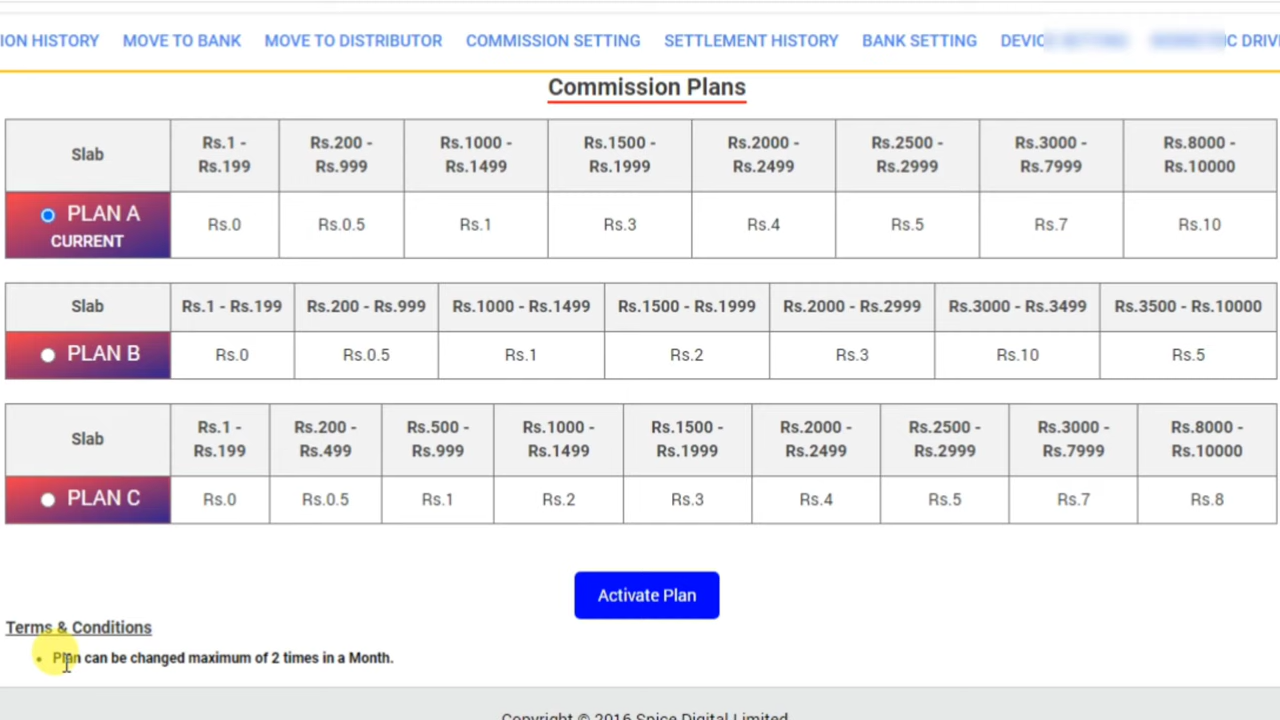 ION HISTORY MOVE TO BANK MOVE TO DISTRIBUTOR COMMISSION SETTING SETTLEMENT HISTORY BANK SETTING DEVIC C DRIV
Commission Plans
Slab Rs.1 - Rs.199 Rs.200 - Rs.999 Rs.1000 - Rs.1499 Rs.1500 - Rs.1999 Rs.2000 - Rs.2499 Rs.2500 - Rs.2999 Rs.3000 - Rs.7999 Rs.8000 - Rs.10000
PLAN A CURRENT Rs.0 Rs.0.5 Rs.1 Rs.3 Rs.4 Rs.5 Rs.7 Rs.10
Slab Rs.1 - Rs.199 Rs.200 - Rs.999 Rs.1000 - Rs.1499 Rs.1500 - Rs.1999 Rs.2000 - Rs.2999 Rs.3000 - Rs.3499 Rs.3500 - Rs.10000
PLAN B Rs.0 Rs.0.5 Rs.1 Rs.2 Rs.3 Rs.10 Rs.5
Slab Rs.1 - Rs.199 Rs.200 - Rs.499 Rs.500 - Rs.999 Rs.1000 - Rs.1499 Rs.1500 - Rs.1999 Rs.2000 - Rs.2499 Rs.2500 - Rs.2999 Rs.3000 - Rs.7999 Rs.8000 - Rs.10000
PLAN C Rs.0 Rs.0.5 Rs.1 Rs.2 Rs.3 Rs.4 Rs.5 Rs.7 Rs.8
Activate Plan
Terms & Conditions
• Plan can be changed maximum of 2 times in a Month.
Copyright © 2016 Spice Digital Limited